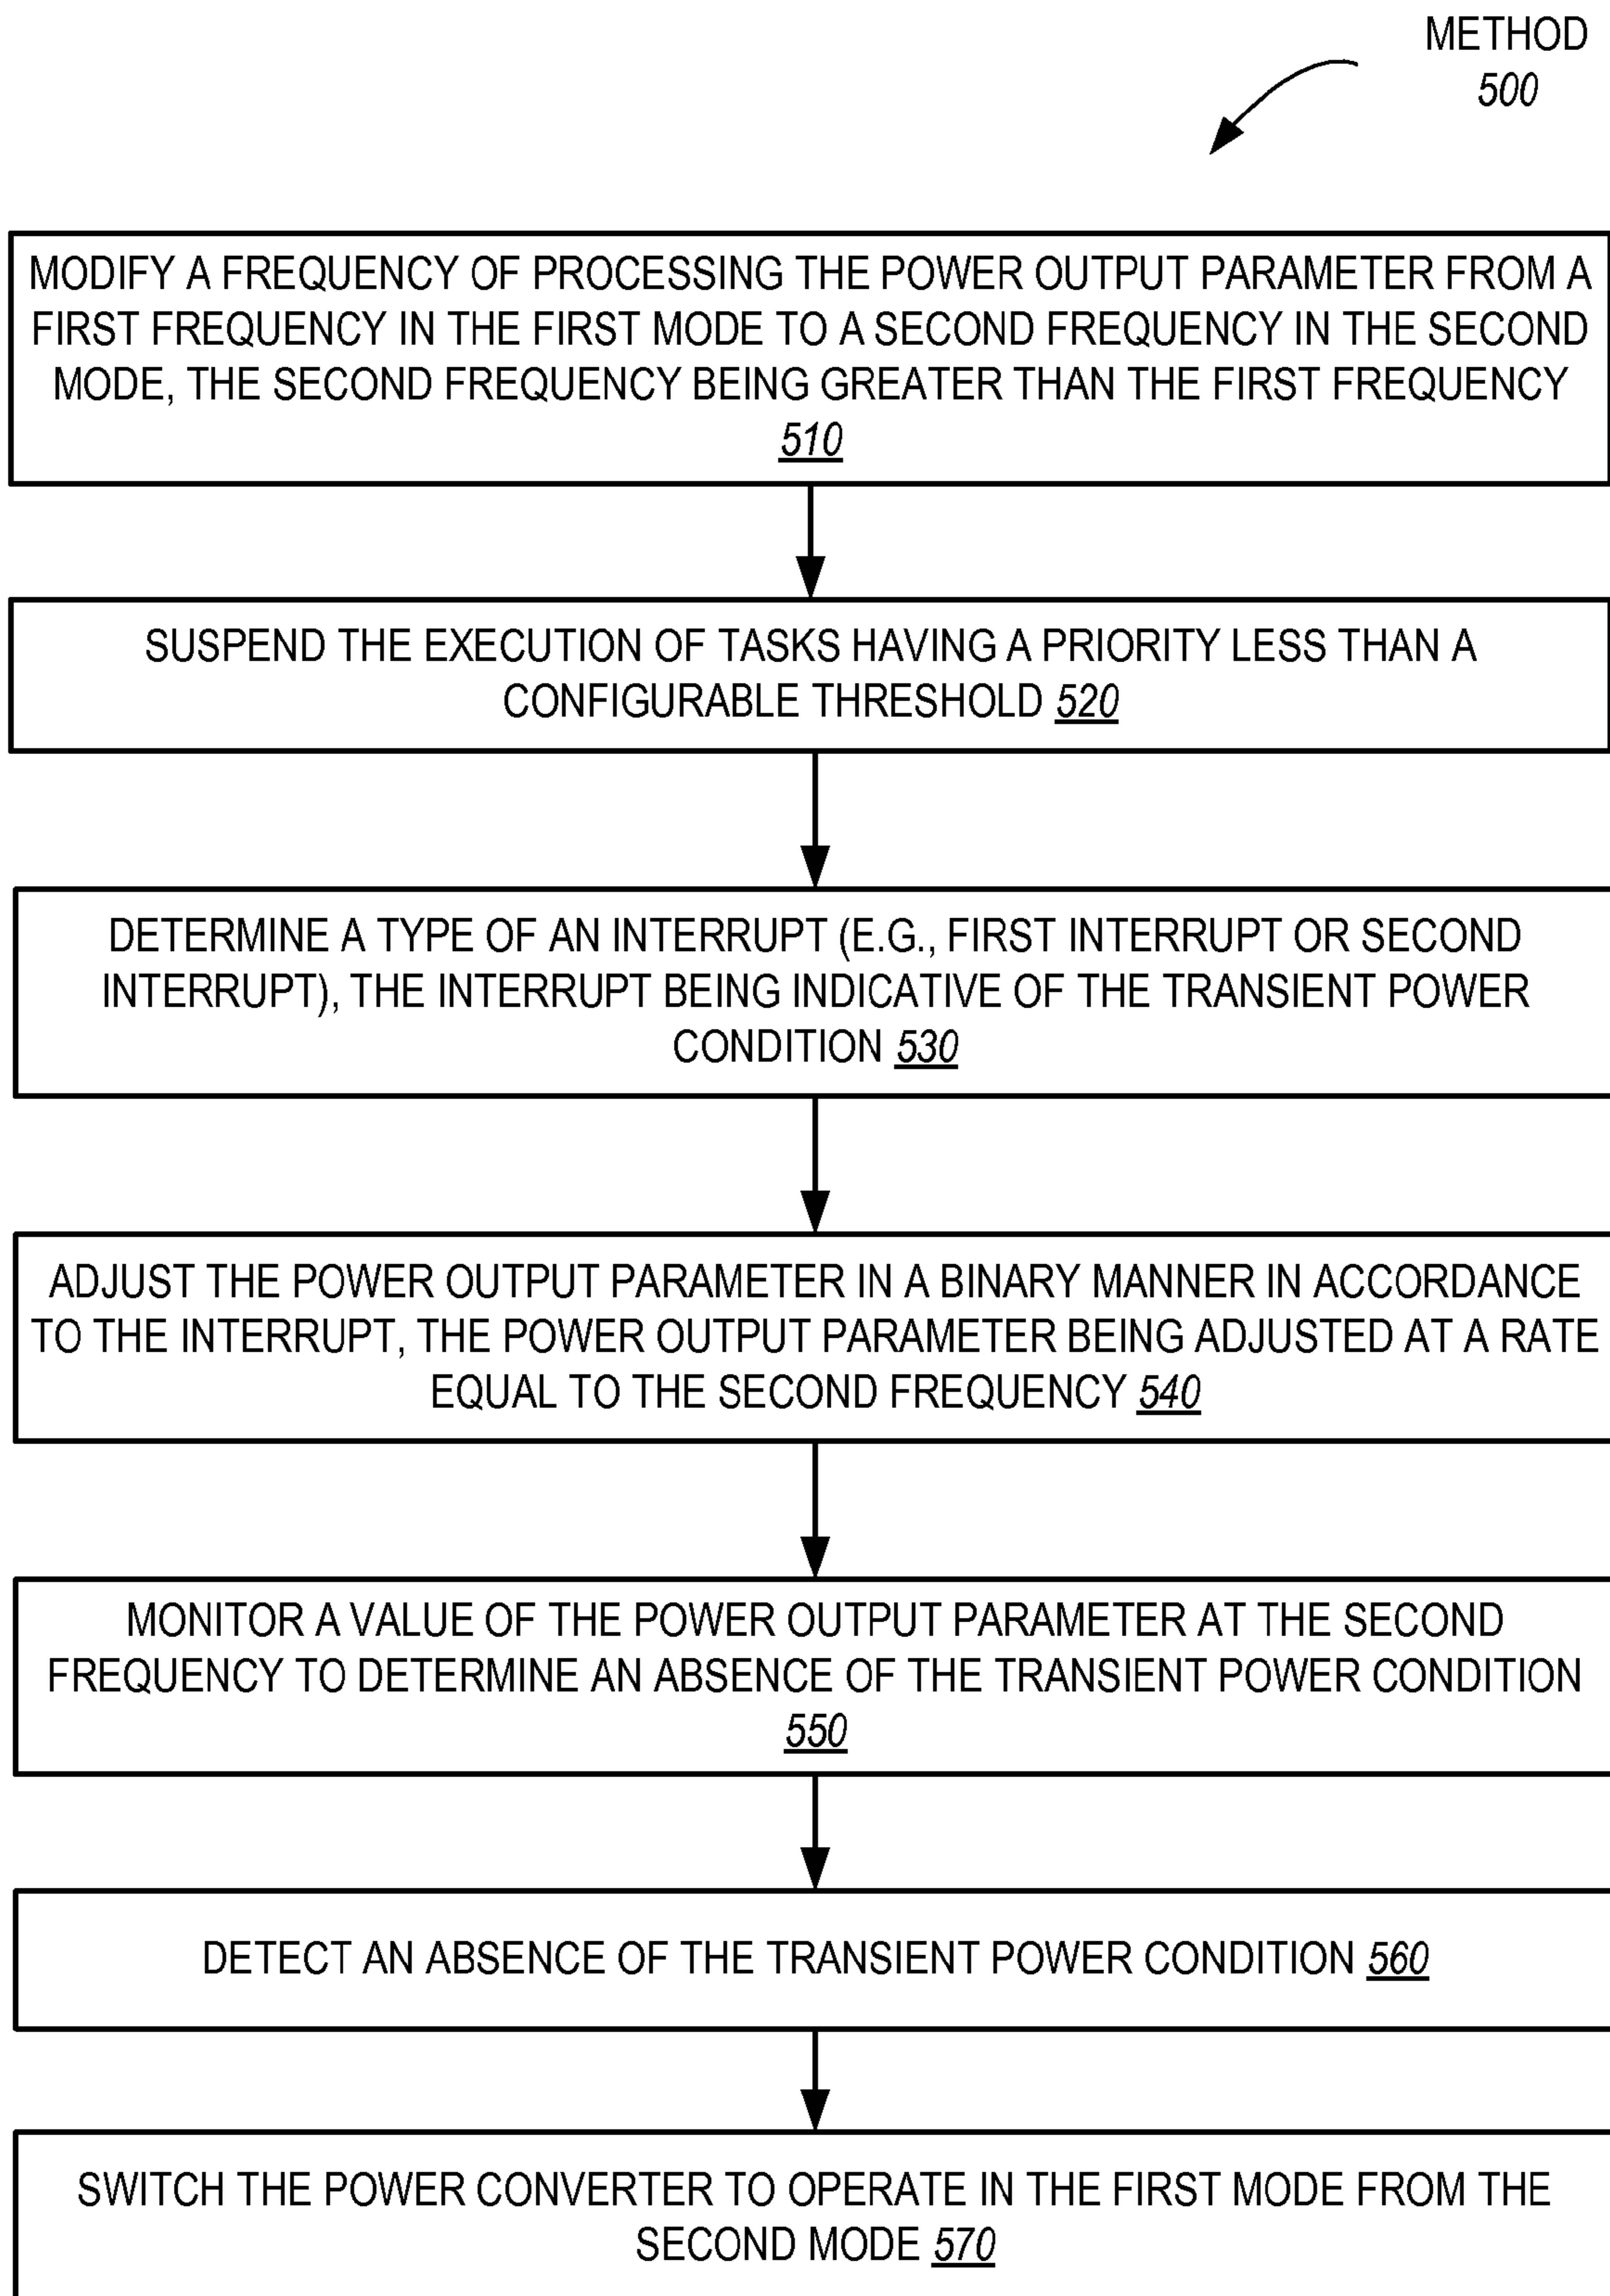 METHOD
500
MODIFY A FREQUENCY OF PROCESSING THE POWER OUTPUT PARAMETER FROM A
FIRST FREQUENCY IN THE FIRST MODE TO A SECOND FREQUENCY IN THE SECOND
MODE, THE SECOND FREQUENCY BEING GREATER THAN THE FIRST FREQUENCY
510
SUSPEND THE EXECUTION OF TASKS HAVING A PRIORITY LESS THAN A
CONFIGURABLE THRESHOLD 520
DETERMINE A TYPE OF AN INTERRUPT (E.G., FIRST INTERRUPT OR SECOND
INTERRUPT), THE INTERRUPT BEING INDICATIVE OF THE TRANSIENT POWER
CONDITION 530
ADJUST THE POWER OUTPUT PARAMETER IN A BINARY MANNER IN ACCORDANCE
TO THE INTERRUPT, THE POWER OUTPUT PARAMETER BEING ADJUSTED AT A RATE
EQUAL TO THE SECOND FREQUENCY 540
MONITOR A VALUE OF THE POWER OUTPUT PARAMETER AT THE SECOND
FREQUENCY TO DETERMINE AN ABSENCE OF THE TRANSIENT POWER CONDITION
550
DETECT AN ABSENCE OF THE TRANSIENT POWER CONDITION 560
SWITCH THE POWER CONVERTER TO OPERATE IN THE FIRST MODE FROM THE
SECOND MODE 570